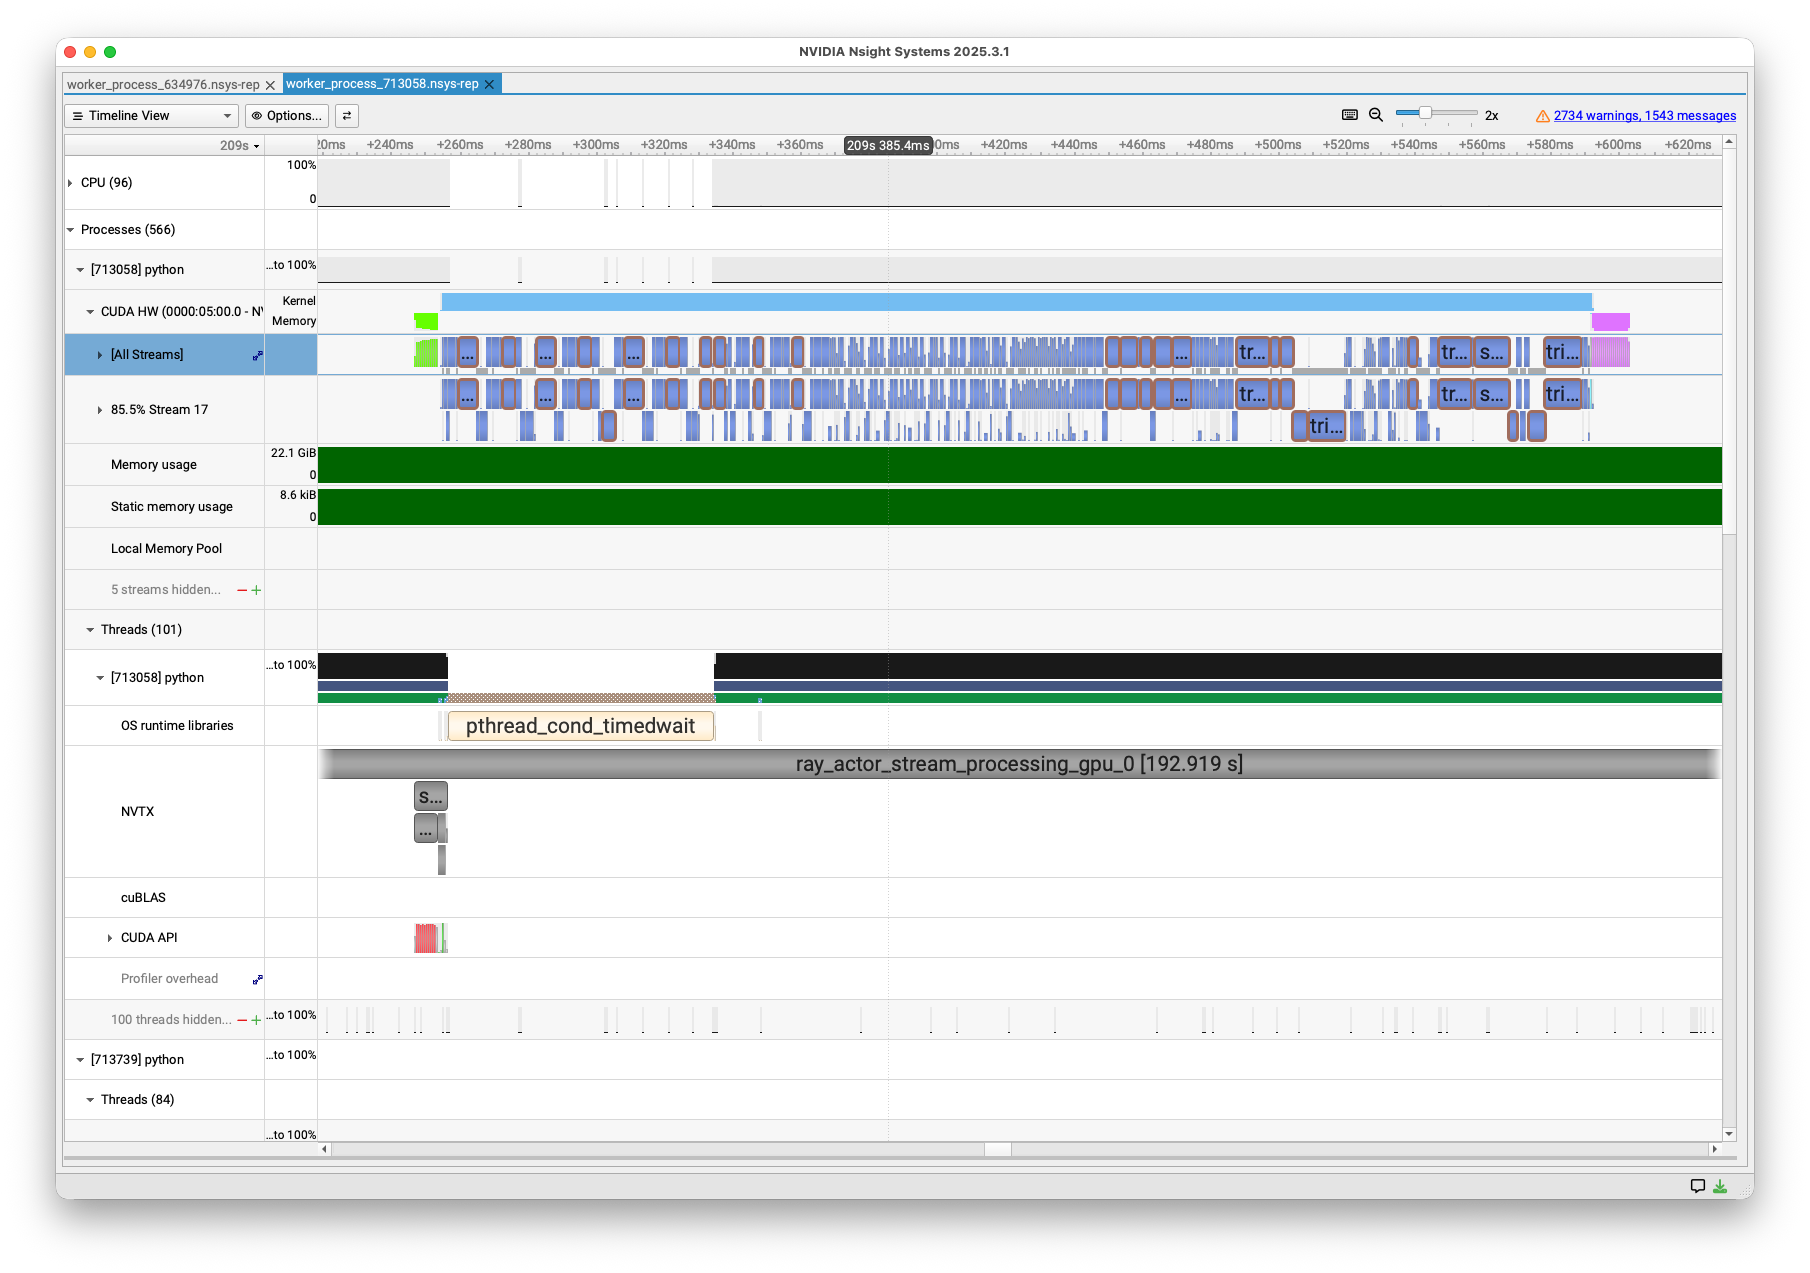 NVIDIA Nsight Systems 2025.3.1
worker_process_634976.nsys-rep
worker_process_713058.nsys-rep
Timeline View
Options...
2x
2734 warnings, 1543 messages
209s
20ms +240ms +260ms +280ms +300ms +320ms +340ms +360ms 209s 385.4ms 00ms +420ms +440ms +460ms +480ms +500ms +520ms +540ms +560ms +580ms +600ms +620ms
CPU (96)
100%
0
Processes (566)
[713058] python
...to 100%
CUDA HW (0000:05:00.0 - N
Kernel
Memory
[All Streams]
... ... ... ... tr... tr... s... tri...
85.5% Stream 17
... ... ... ... tr... tr... s... tri...
tri...
Memory usage
22.1 GiB
0
Static memory usage
8.6 kiB
0
Local Memory Pool
5 streams hidden...
Threads (101)
[713058] python
...to 100%
OS runtime libraries
pthread_cond_timedwait
ray_actor_stream_processing_gpu_0 [192.919 s]
NVTX
s...
...
cuBLAS
CUDA API
Profiler overhead
100 threads hidden...
...to 100%
[713739] python
...to 100%
Threads (84)
...to 100%